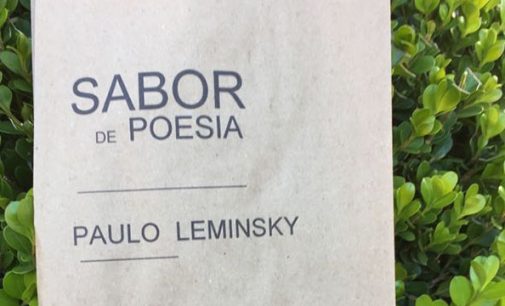 SABOR
DE POESIA
PAULO LEMINSKY